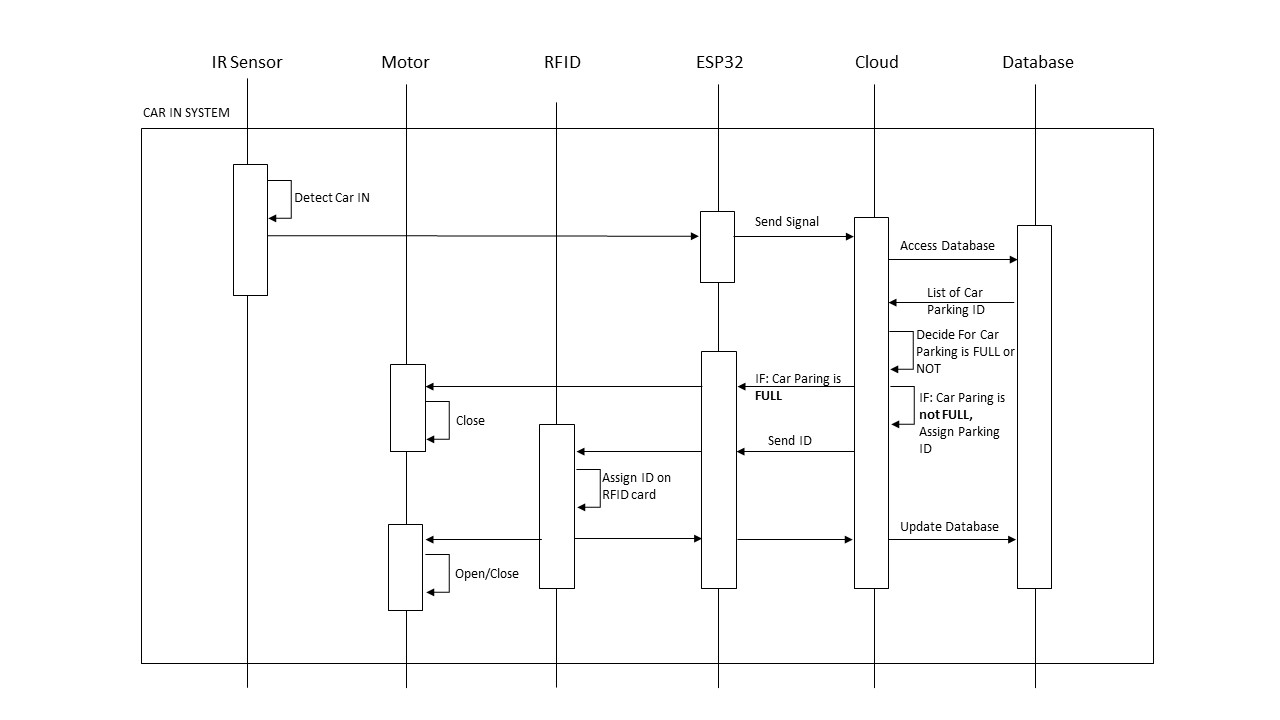 IR Sensor
Motor
RFID
ESP32
Cloud
Database
CAR IN SYSTEM
Detect Car IN
Send Signal
Access Database
List of Car
Parking ID
Decide For Car
Parking is FULL or
NOT
IF: Car Paring is
FULL
IF: Car Paring is
not FULL,
Assign Parking
ID
Close
Send ID
Assign ID on
RFID card
Update Database
Open/Close